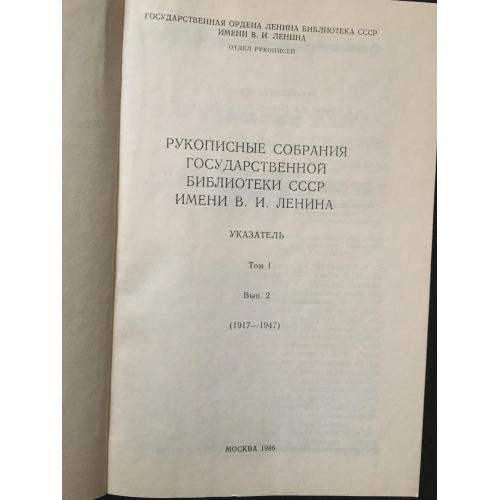 ГОСУДАРСТВЕННАЯ ОРДЕНА ЛЕНИНА БИБЛИОТЕКА СССР
ИМЕНИ В. И. ЛЕНИНА
ОТДЕЛ РУКОПИСЕЙ
РУКОПИСНЫЕ СОБРАНИЯ
ГОСУДАРСТВЕННОЙ
БИБЛИОТЕКИ СССР
ИМЕНИ В. И. ЛЕНИНА
УКАЗАТЕЛЬ
Том 1
Вып. 2
(1917—1947)
МОСКВА 1986